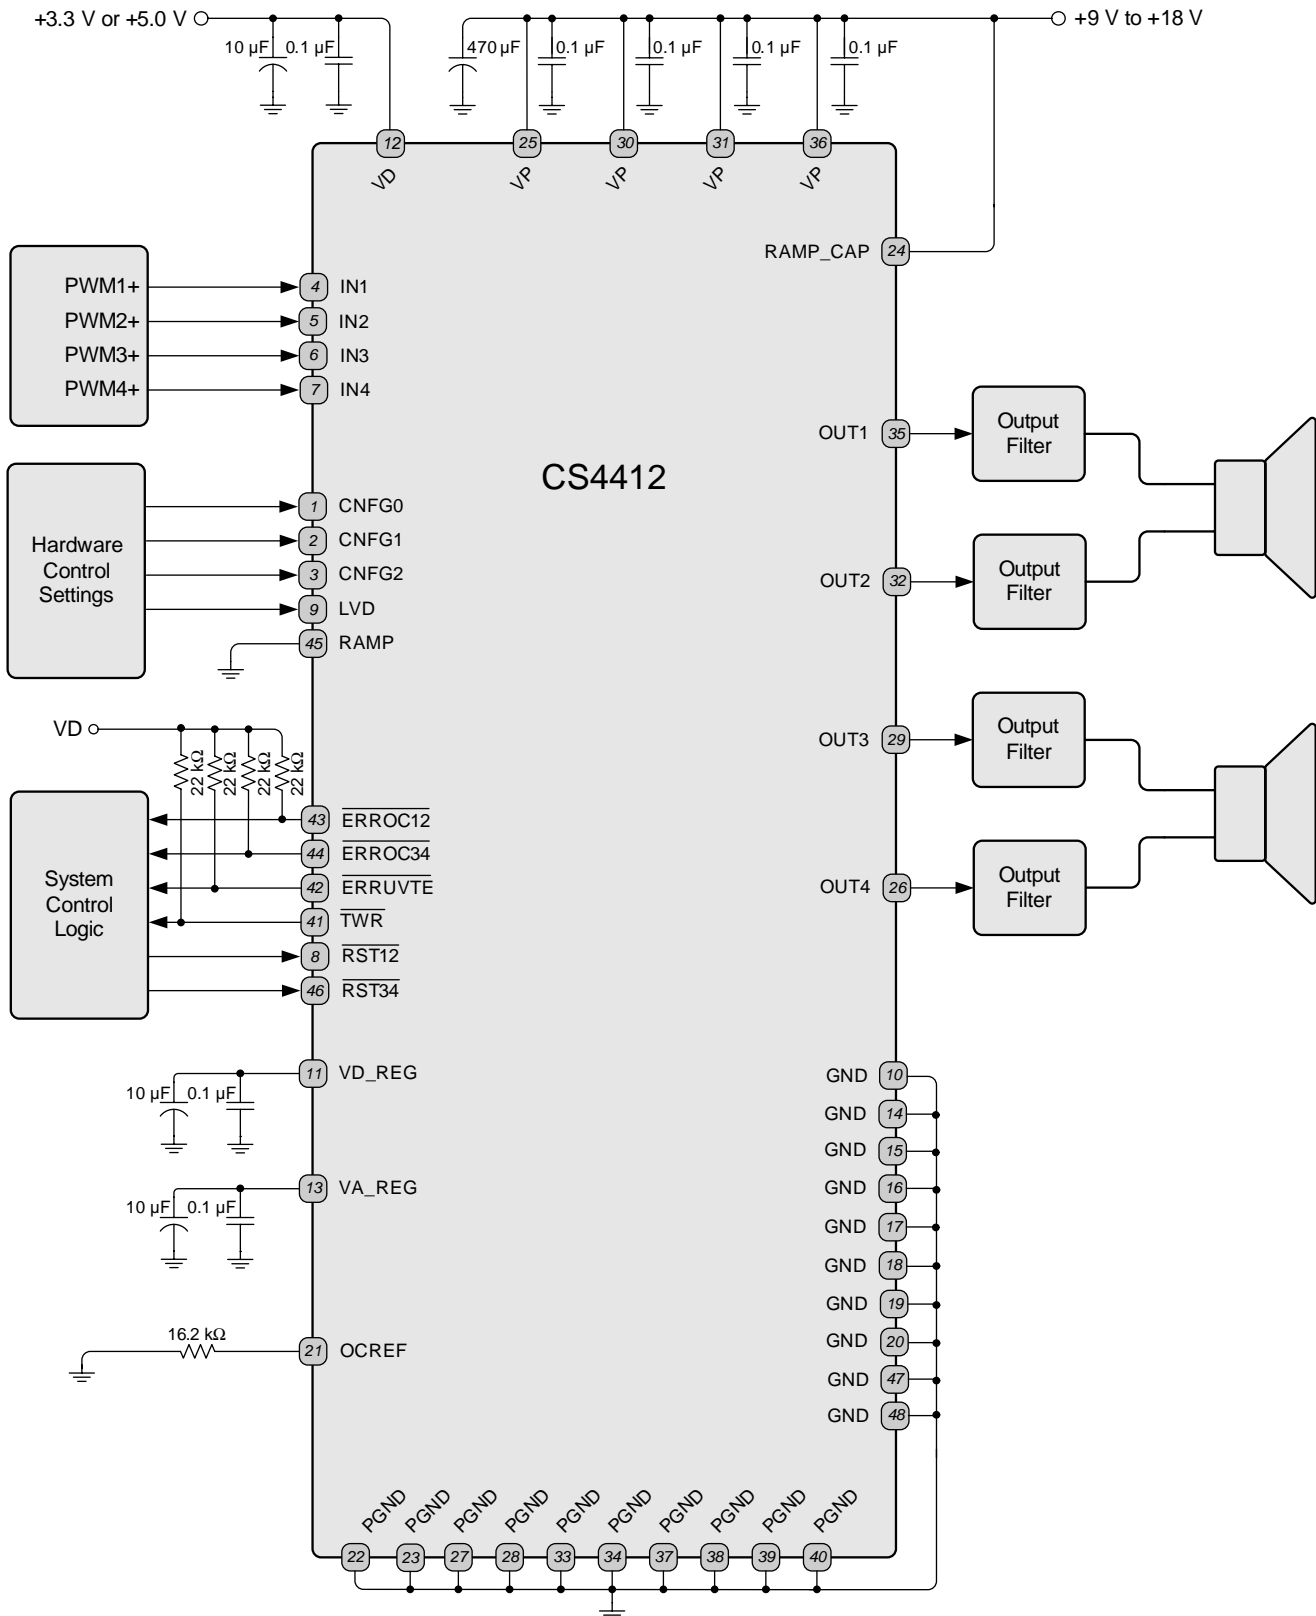 +3.3 V or +5.0 V
+9 V to +18 V
10 µF
0.1 µF
470 µF
0.1 µF
0.1 µF
0.1 µF
0.1 µF
12
25
30
31
36
VD
VP
VP
VP
VP
RAMP_CAP 24
PWM1+
4 IN1
PWM2+
5 IN2
PWM3+
6 IN3
PWM4+
7 IN4
CS4412
OUT1 35
Output
Filter
OUT2 32
Output
Filter
OUT3 29
Output
Filter
OUT4 26
Output
Filter
Hardware
Control
Settings
1 CNFG0
2 CNFG1
3 CNFG2
9 LVD
45 RAMP
VD
22 kΩ
22 kΩ
22 kΩ
22 kΩ
System
Control
Logic
43 ERROC12
44 ERROC34
42 ERRUVTE
41 TWR
8 RST12
46 RST34
11 VD_REG
10 µF
0.1 µF
13 VA_REG
10 µF
0.1 µF
16.2 kΩ
21 OCREF
GND 10
GND 14
GND 15
GND 16
GND 17
GND 18
GND 19
GND 20
GND 47
GND 48
PGND
PGND
PGND
PGND
PGND
PGND
PGND
PGND
PGND
PGND
22
23
27
28
33
34
37
38
39
40